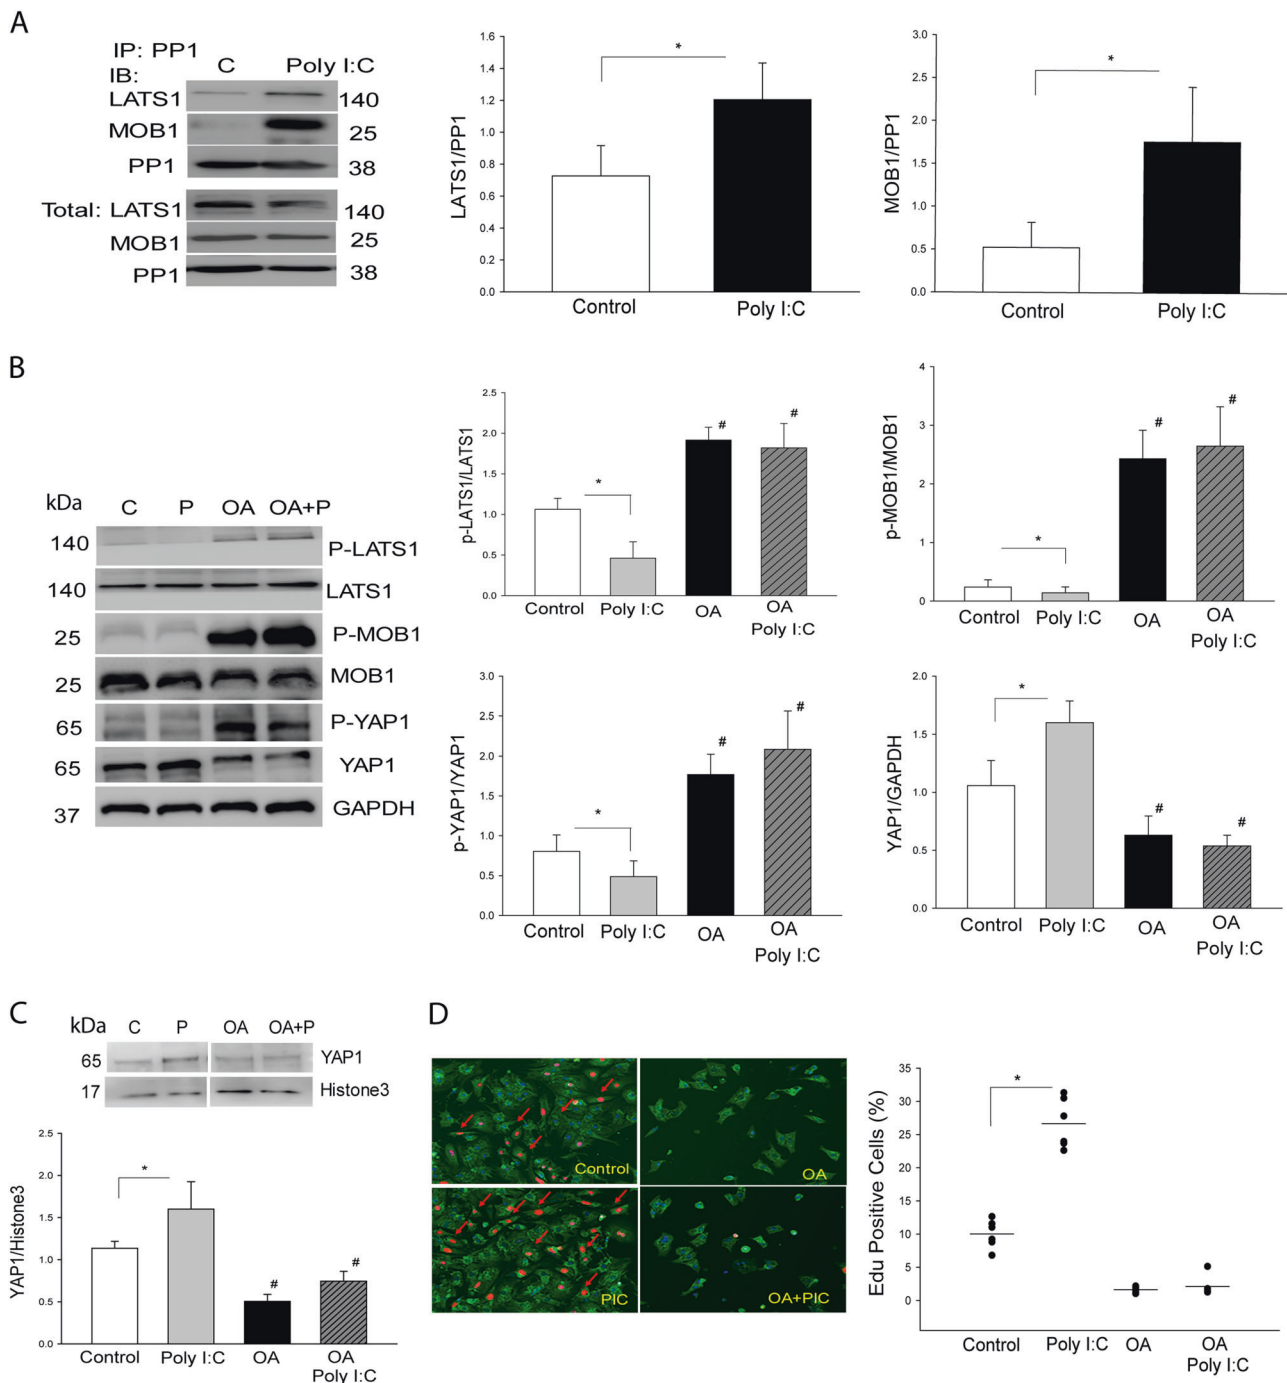 A
IP: PP1
IB:
C Poly I:C
LATS1 140
MOB1 25
PP1 38
Total: LATS1 140
MOB1 25
PP1 38
LATS1/PP1
1.6
1.4
1.2
1.0
0.8
0.6
0.4
0.2
0.0
*
Control Poly I:C
MOB1/PP1
3.0
2.5
2.0
1.5
1.0
0.5
0.0
*
Control Poly I:C
B
kDa C P OA OA+P
140 P-LATS1
140 LATS1
25 P-MOB1
25 MOB1
65 P-YAP1
65 YAP1
37 GAPDH
p-LATS1/LATS1
2.5
2.0
1.5
1.0
0.5
0.0
* # #
Control Poly I:C OA OA
Poly I:C
p-MOB1/MOB1
4
3
2
1
0
* # #
Control Poly I:C OA OA
Poly I:C
p-YAP1/YAP1
3.0
2.5
2.0
1.5
1.0
0.5
0.0
* # #
Control Poly I:C OA OA
Poly I:C
YAP1/GAPDH
2.0
1.5
1.0
0.5
0.0
* # #
Control Poly I:C OA OA
Poly I:C
C
kDa C P OA OA+P
65 YAP1
17 Histone3
YAP1/Histone3
2.5
2.0
1.5
1.0
0.5
0.0
* # #
Control Poly I:C OA OA
Poly I:C
D
Control OA
PIC OA+PIC
Edu Positive Cells (%)
35
30
25
20
15
10
5
0
*
Control Poly I:C OA OA
Poly I:C